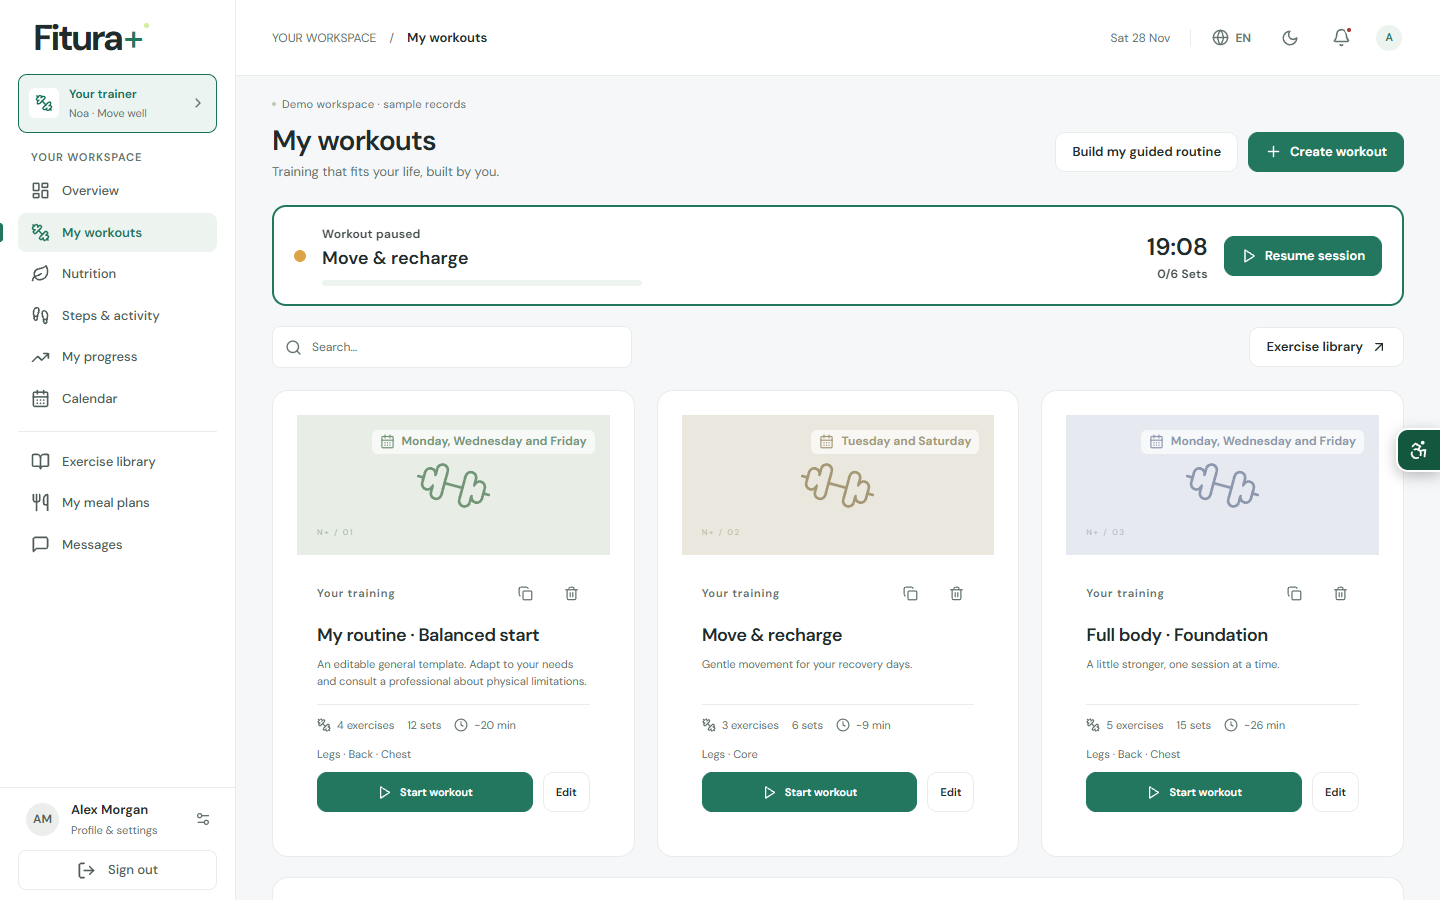 Fitura+
Your trainer
Noa · Move well
YOUR WORKSPACE
Overview
My workouts
Nutrition
Steps & activity
My progress
Calendar
Exercise library
My meal plans
Messages
AM
Alex Morgan
Profile & settings
Sign out
YOUR WORKSPACE / My workouts
Sat 28 Nov
EN
A
Demo workspace · sample records
My workouts
Training that fits your life, built by you.
Build my guided routine
Create workout
Workout paused
Move & recharge
19:08
0/6 Sets
Resume session
Search...
Exercise library
Monday, Wednesday and Friday
N+ / 01
Your training
My routine · Balanced start
An editable general template. Adapt to your needs
and consult a professional about physical limitations.
4 exercises 12 sets ~20 min
Legs · Back · Chest
Start workout
Edit
Tuesday and Saturday
N+ / 02
Your training
Move & recharge
Gentle movement for your recovery days.
3 exercises 6 sets ~9 min
Legs · Core
Start workout
Edit
Monday, Wednesday and Friday
N+ / 03
Your training
Full body · Foundation
A little stronger, one session at a time.
5 exercises 15 sets ~26 min
Legs · Back · Chest
Start workout
Edit